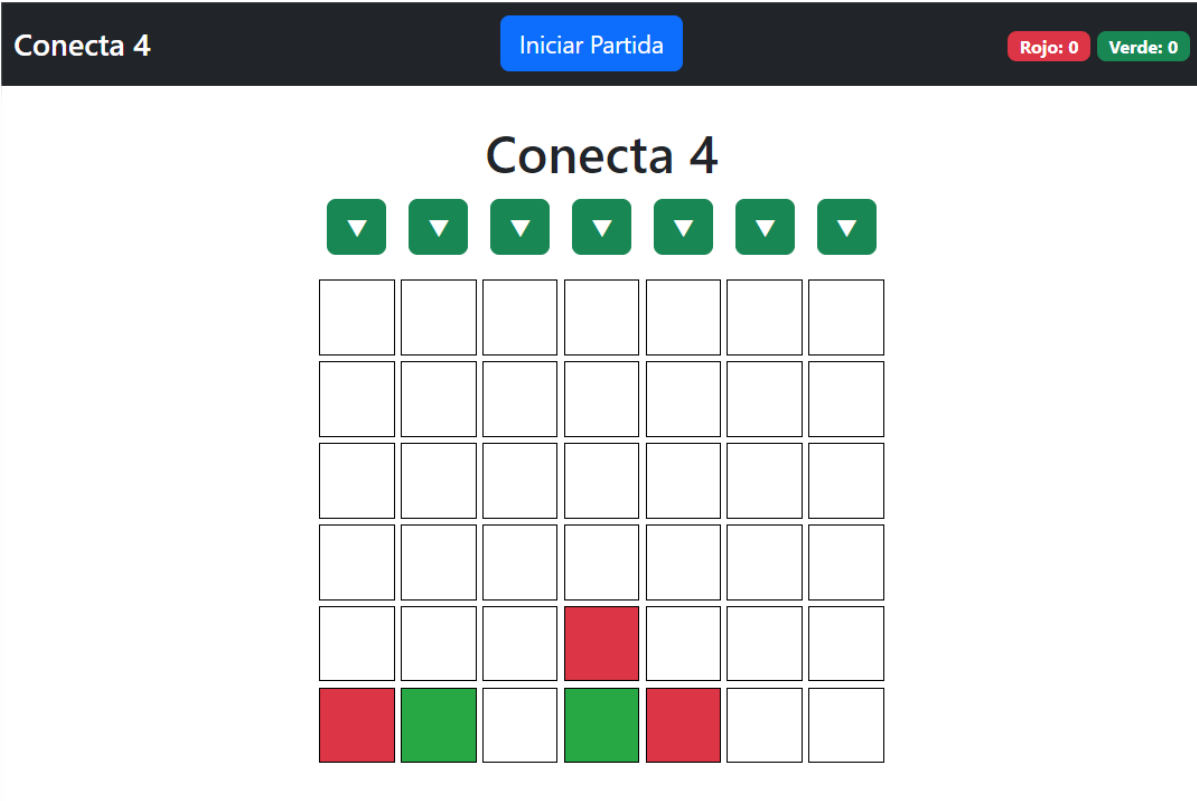 Conecta 4
Iniciar Partida
Rojo: 0
Verde: 0
Conecta 4
▼ ▼ ▼ ▼ ▼ ▼ ▼